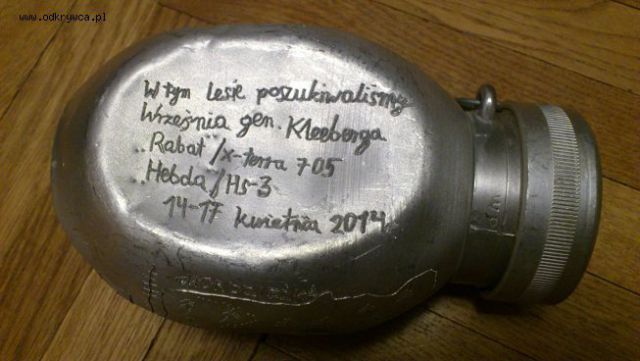 www.odkrywca.pl
W tym lesie poszukiwaliśmy
Września gen. Kleeberga
"Rabat"/x-terra 705
"Hebda"/Hs-3
14-17 kwietnia 2014